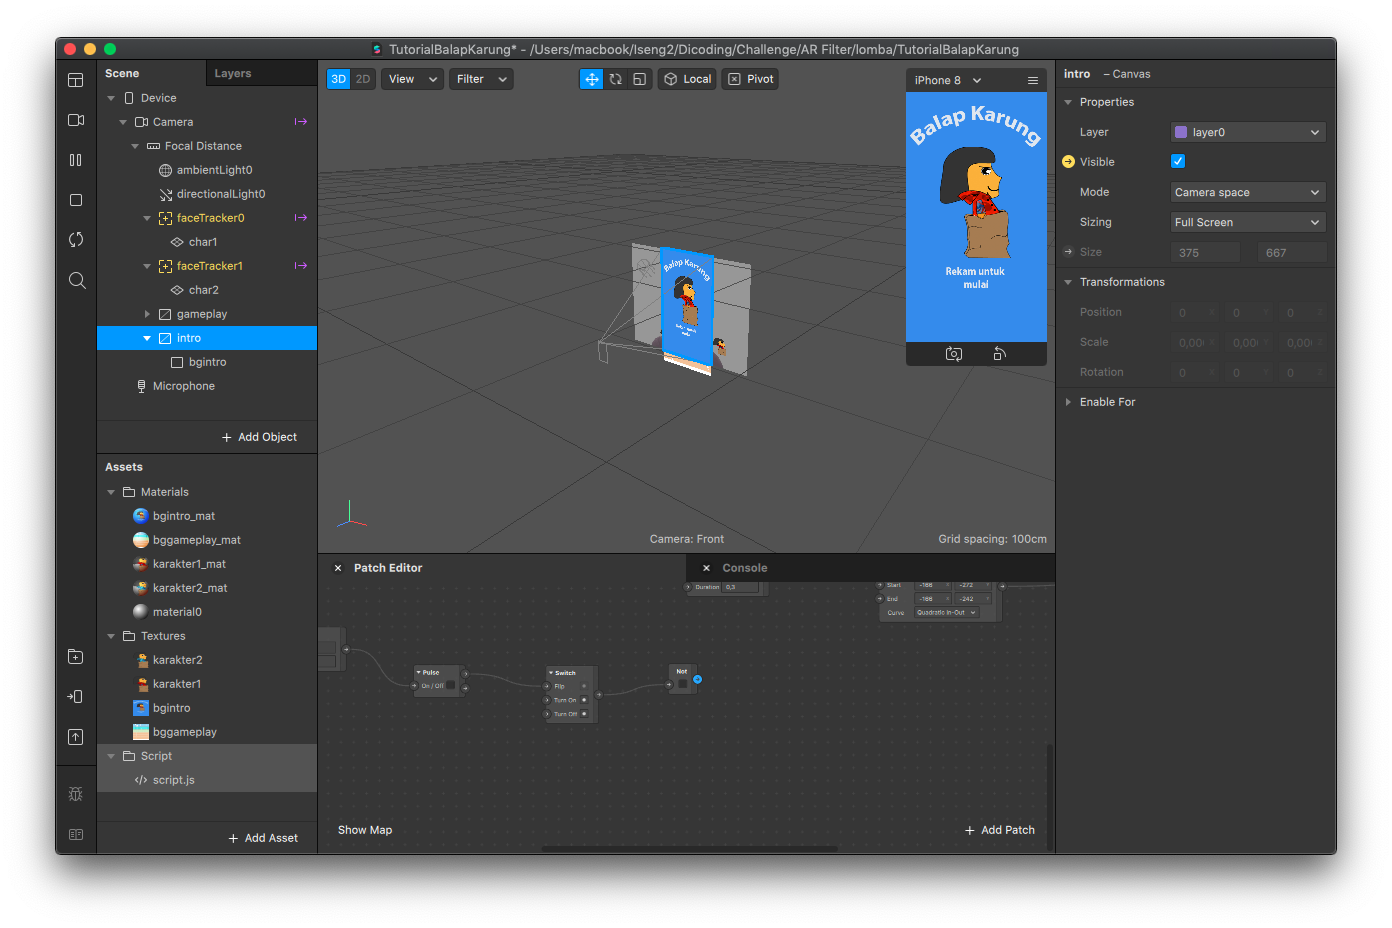 TutorialBalapKarung* - /Users/macbook/Iseng2/Dicoding/Challenge/AR Filter/lomba/TutorialBalapKarung
Scene
Layers
Device
Camera
Focal Distance
ambientLight0
directionalLight0
faceTracker0
char1
faceTracker1
char2
gameplay
intro
bgintro
Microphone
+ Add Object
Assets
Materials
bgintro_mat
bggameplay_mat
karakter1_mat
karakter2_mat
material0
Textures
karakter2
karakter1
bgintro
bggameplay
Script
script.js
+ Add Asset
3D 2D
View
Filter
Local
Pivot
Balap Karung
iPhone 8
Balap Karung
Rekam untuk
mulai
Camera: Front
Grid spacing: 100cm
Patch Editor
Console
Duration 0,3
Start -166 -272
End -166 -242
Curve Quadratic In-Out
Pulse
On / Off
Switch
Flip
Turn On
Turn Off
Not
Show Map
+ Add Patch
intro – Canvas
Properties
Layer layer0
Visible
Mode Camera space
Sizing Full Screen
Size 375 667
Transformations
Position 0 0 0
Scale 0,00 0,00 0,00
Rotation 0 0 0
Enable For